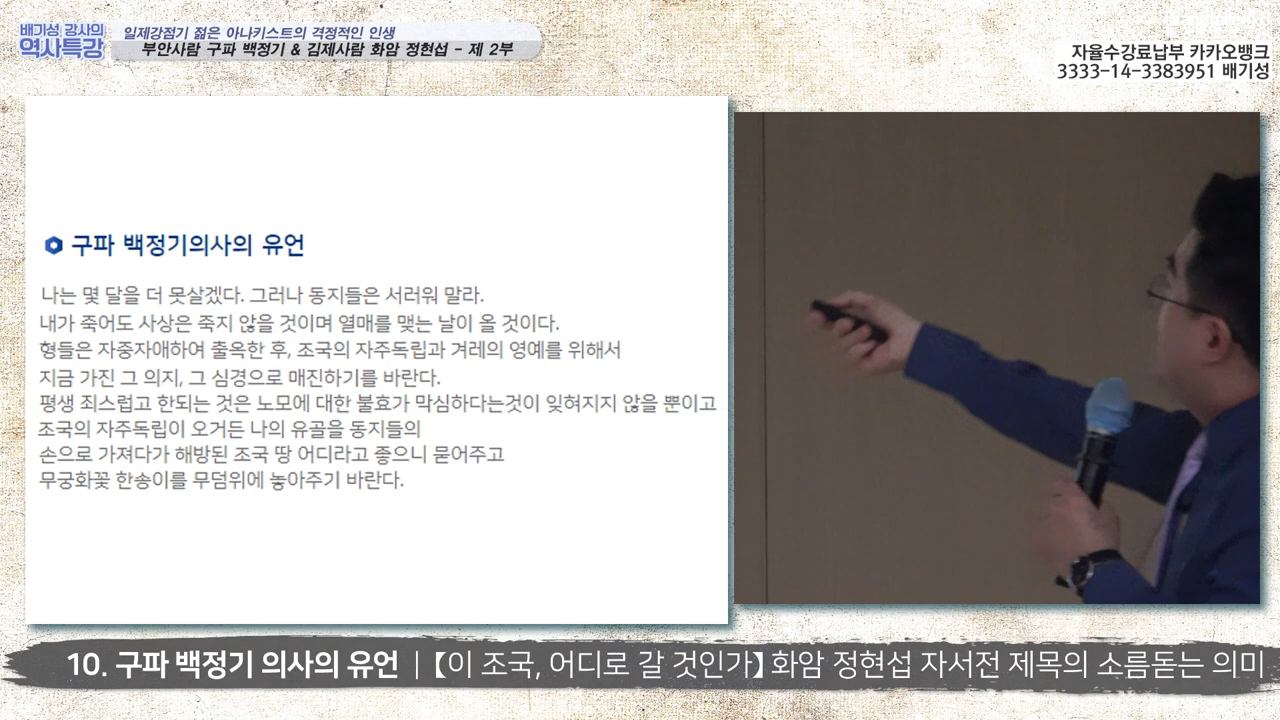 배기성 강사의
역사특강
일제강점기 젊은 아나키스트의 격정적인 인생
부안사람 구파 백정기 & 김제사람 화암 정현섭 - 제 2부
자율수강료납부 카카오뱅크
3333-14-3383951 배기성
구파 백정기의사의 유언
나는 몇 달을 더 못살겠다. 그러나 동지들은 서러워 말라.
내가 죽어도 사상은 죽지 않을 것이며 열매를 맺는 날이 올 것이다.
형들은 자중자애하여 출옥한 후, 조국의 자주독립과 겨레의 영예를 위해서
지금 가진 그 의지, 그 심경으로 매진하기를 바란다.
평생 죄스럽고 한되는 것은 노모에 대한 불효가 막심하다는것이 잊혀지지 않을 뿐이고
조국의 자주독립이 오거든 나의 유골을 동지들의
손으로 가져다가 해방된 조국 땅 어디라고 좋으니 묻어주고
무궁화꽃 한송이를 무덤위에 놓아주기 바란다.
10. 구파 백정기 의사의 유언 | 【이 조국, 어디로 갈 것인가】 화암 정현섭 자서전 제목의 소름돋는 의미